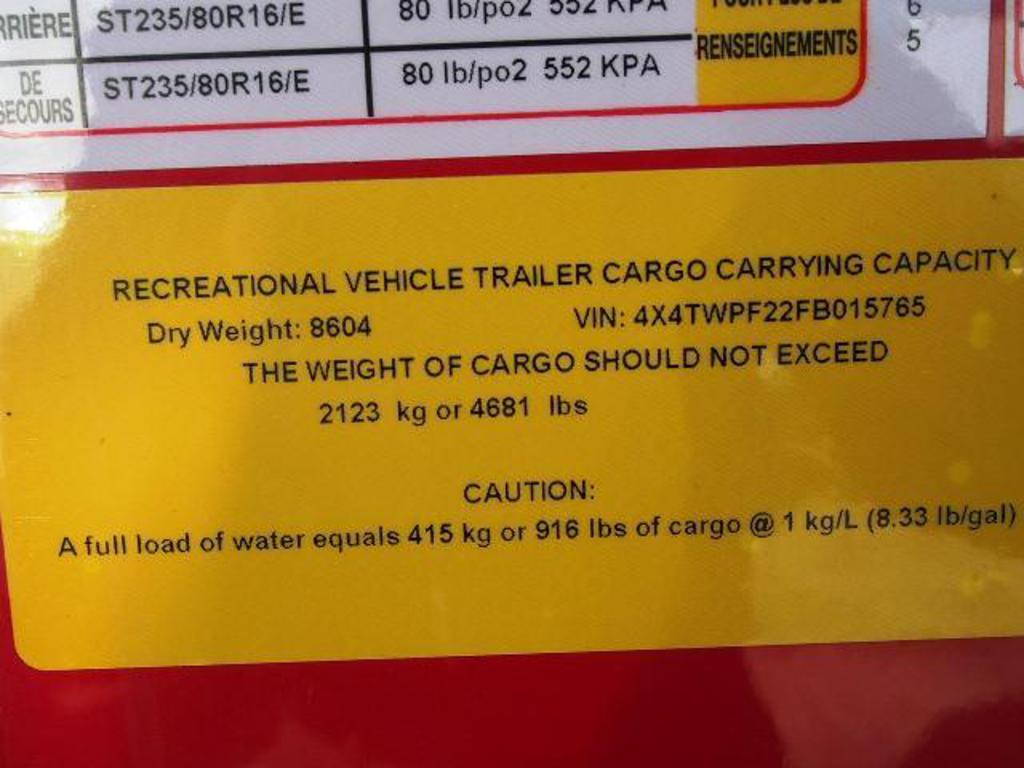 ARRIÈRE ST235/80R16/E 80 lb/po2 552 KPA
RENSEIGNEMENTS
6
5
DE SECOURS ST235/80R16/E 80 lb/po2 552 KPA
RECREATIONAL VEHICLE TRAILER CARGO CARRYING CAPACITY
Dry Weight: 8604 VIN: 4X4TWPF22FB015765
THE WEIGHT OF CARGO SHOULD NOT EXCEED
2123 kg or 4681 lbs
CAUTION:
A full load of water equals 415 kg or 916 lbs of cargo @ 1 kg/L (8.33 lb/gal)